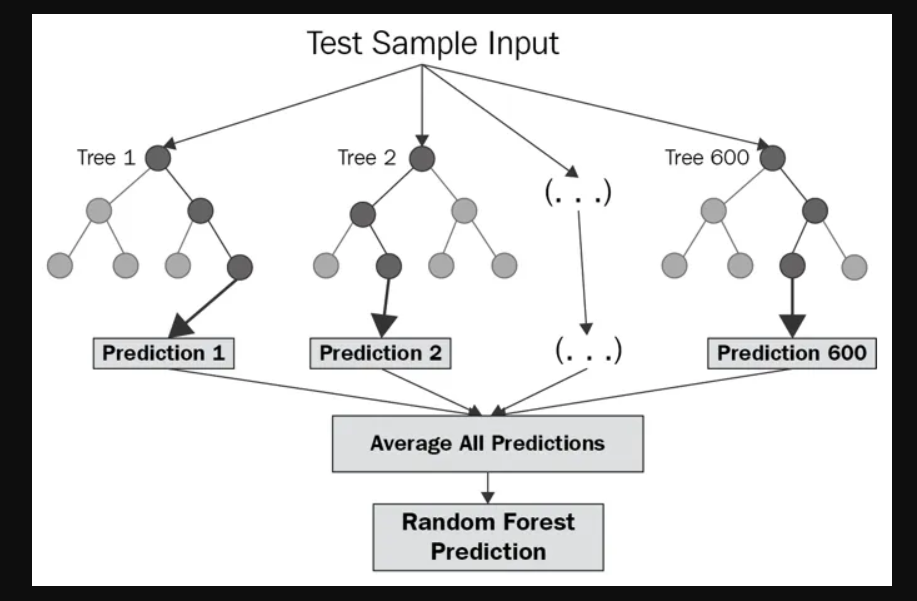 Test Sample Input
Tree 1
Tree 2
Tree 600
(. . .)
Prediction 1
Prediction 2
(. . .)
Prediction 600
Average All Predictions
Random Forest
Prediction